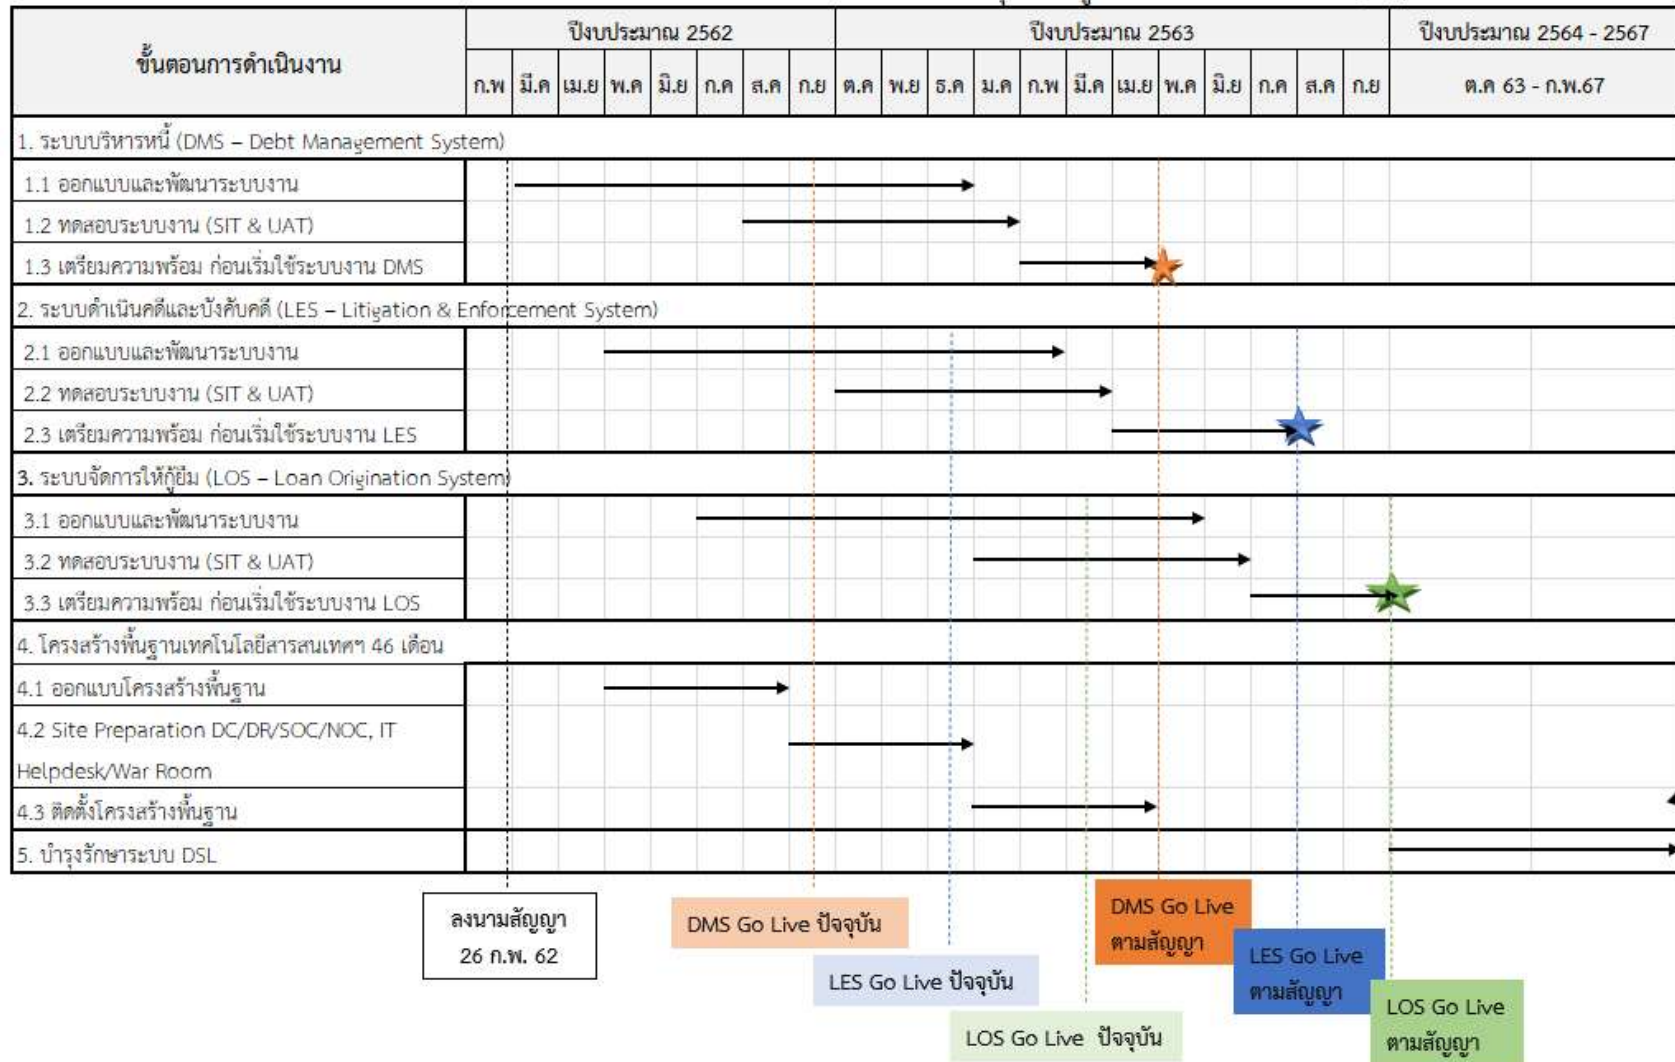 ขั้นตอนการดำเนินงาน
ปีงบประมาณ 2562
ปีงบประมาณ 2563
ปีงบประมาณ 2564 - 2567
ก.พ มี.ค เม.ย พ.ค มิ.ย ก.ค ส.ค ก.ย ต.ค พ.ย ธ.ค ม.ค ก.พ มี.ค เม.ย พ.ค มิ.ย ก.ค ส.ค ก.ย ต.ค 63 - ก.พ.67
1. ระบบบริหารหนี้ (DMS – Debt Management System)
1.1 ออกแบบและพัฒนาระบบงาน
1.2 ทดสอบระบบงาน (SIT & UAT)
1.3 เตรียมความพร้อม ก่อนเริ่มใช้ระบบงาน DMS
2. ระบบดำเนินคดีและบังคับคดี (LES – Litigation & Enforcement System)
2.1 ออกแบบและพัฒนาระบบงาน
2.2 ทดสอบระบบงาน (SIT & UAT)
2.3 เตรียมความพร้อม ก่อนเริ่มใช้ระบบงาน LES
3. ระบบจัดการให้กู้ยืม (LOS – Loan Origination System)
3.1 ออกแบบและพัฒนาระบบงาน
3.2 ทดสอบระบบงาน (SIT & UAT)
3.3 เตรียมความพร้อม ก่อนเริ่มใช้ระบบงาน LOS
4. โครงสร้างพื้นฐานเทคโนโลยีสารสนเทศฯ 46 เดือน
4.1 ออกแบบโครงสร้างพื้นฐาน
4.2 Site Preparation DC/DR/SOC/NOC, IT
Helpdesk/War Room
4.3 ติดตั้งโครงสร้างพื้นฐาน
5. บำรุงรักษาระบบ DSL
ลงนามสัญญา
26 ก.พ. 62
DMS Go Live ปัจจุบัน
LES Go Live ปัจจุบัน
LOS Go Live ปัจจุบัน
DMS Go Live
ตามสัญญา
LES Go Live
ตามสัญญา
LOS Go Live
ตามสัญญา